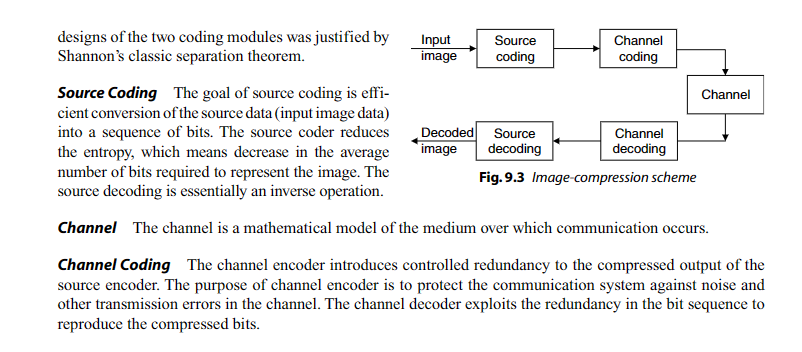 designs of the two coding modules was justified by
Shannon's classic separation theorem.
Source Coding The goal of source coding is effi-
cient conversion of the source data (input image data)
into a sequence of bits. The source coder reduces
the entropy, which means decrease in the average
number of bits required to represent the image. The
source decoding is essentially an inverse operation.
Input
image
Source
coding
Channel
coding
Channel
Decoded
image
Source
decoding
Channel
decoding
Fig. 9.3 Image-compression scheme
Channel The channel is a mathematical model of the medium over which communication occurs.
Channel Coding The channel encoder introduces controlled redundancy to the compressed output of the
source encoder. The purpose of channel encoder is to protect the communication system against noise and
other transmission errors in the channel. The channel decoder exploits the redundancy in the bit sequence to
reproduce the compressed bits.